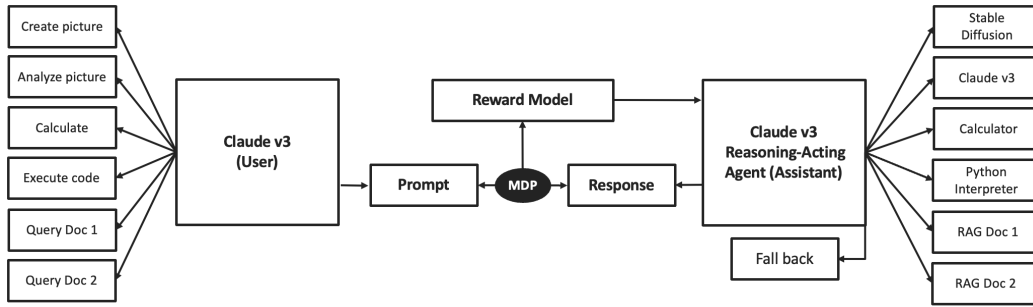 Create picture
Analyze picture
Calculate
Execute code
Query Doc 1
Query Doc 2
Claude v3
(User)
Prompt
Reward Model
MDP
Response
Claude v3
Reasoning-Acting
Agent (Assistant)
Fall back
Stable
Diffusion
Claude v3
Calculator
Python
Interpreter
RAG Doc 1
RAG Doc 2